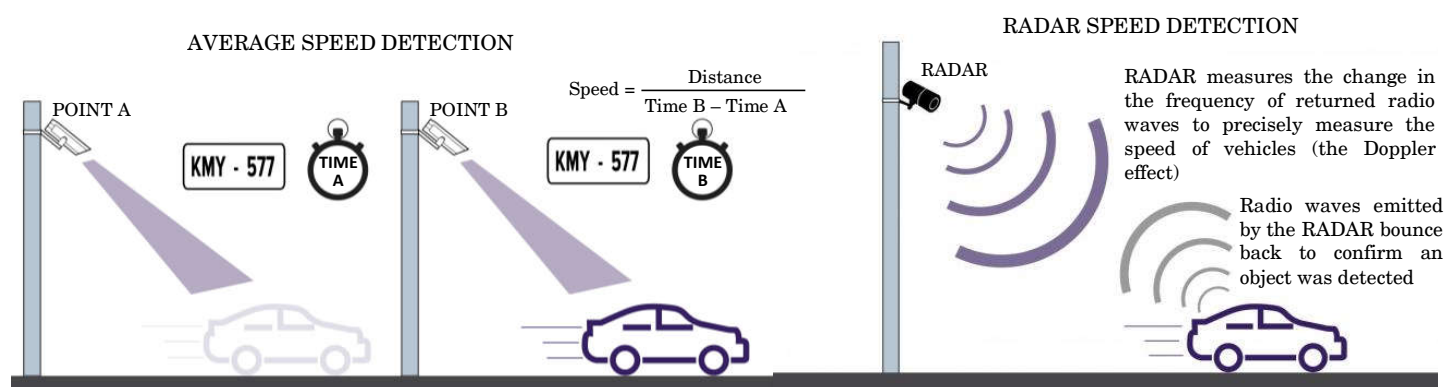 AVERAGE SPEED DETECTION
POINT A
KMY - 577
TIME
A
POINT B
Speed = Distance
Time B – Time A
KMY - 577
TIME
B
RADAR SPEED DETECTION
RADAR
RADAR measures the change in
the frequency of returned radio
waves to precisely measure the
speed of vehicles (the Doppler
effect)
Radio waves emitted
by the RADAR bounce
back to confirm an
object was detected